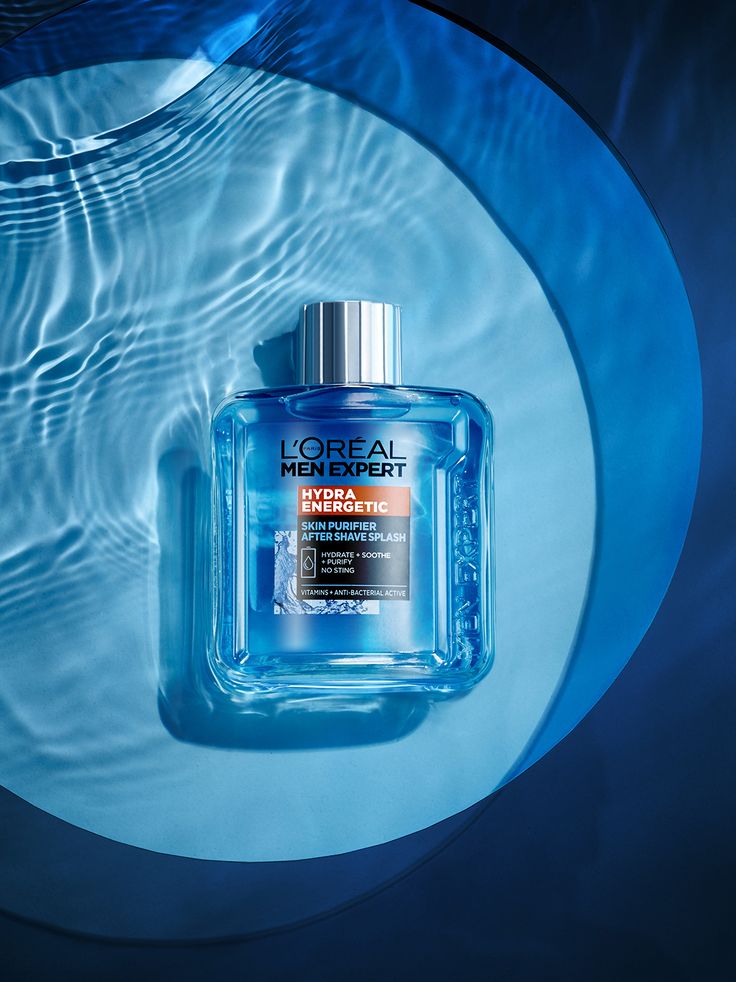 L'ORÉAL
PARIS
MEN EXPERT
HYDRA
ENERGETIC
SKIN PURIFIER
AFTER SHAVE SPLASH
HYDRATE + SOOTHE
+ PURIFY
NO STING
VITAMINS + ANTI-BACTERIAL ACTIVE
MEN EXPERT